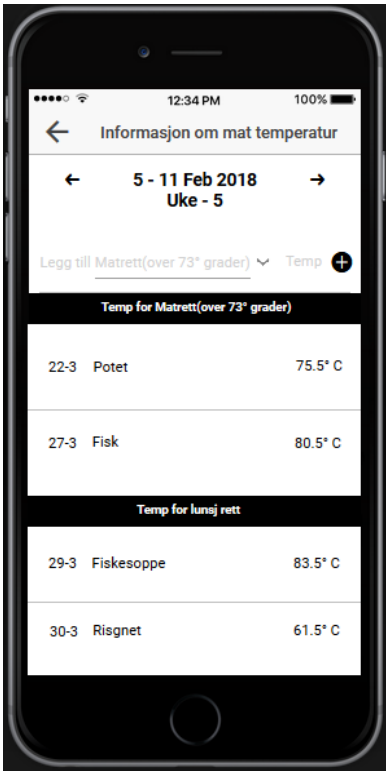 12:34 PM 100%
Informasjon om mat temperatur
5 - 11 Feb 2018
Uke - 5
Legg till Matrett(over 73° grader) Temp
Temp for Matrett(over 73° grader)
22-3 Potet 75.5° C
27-3 Fisk 80.5° C
Temp for lunsj rett
29-3 Fiskesoppe 83.5° C
30-3 Risgnet 61.5° C